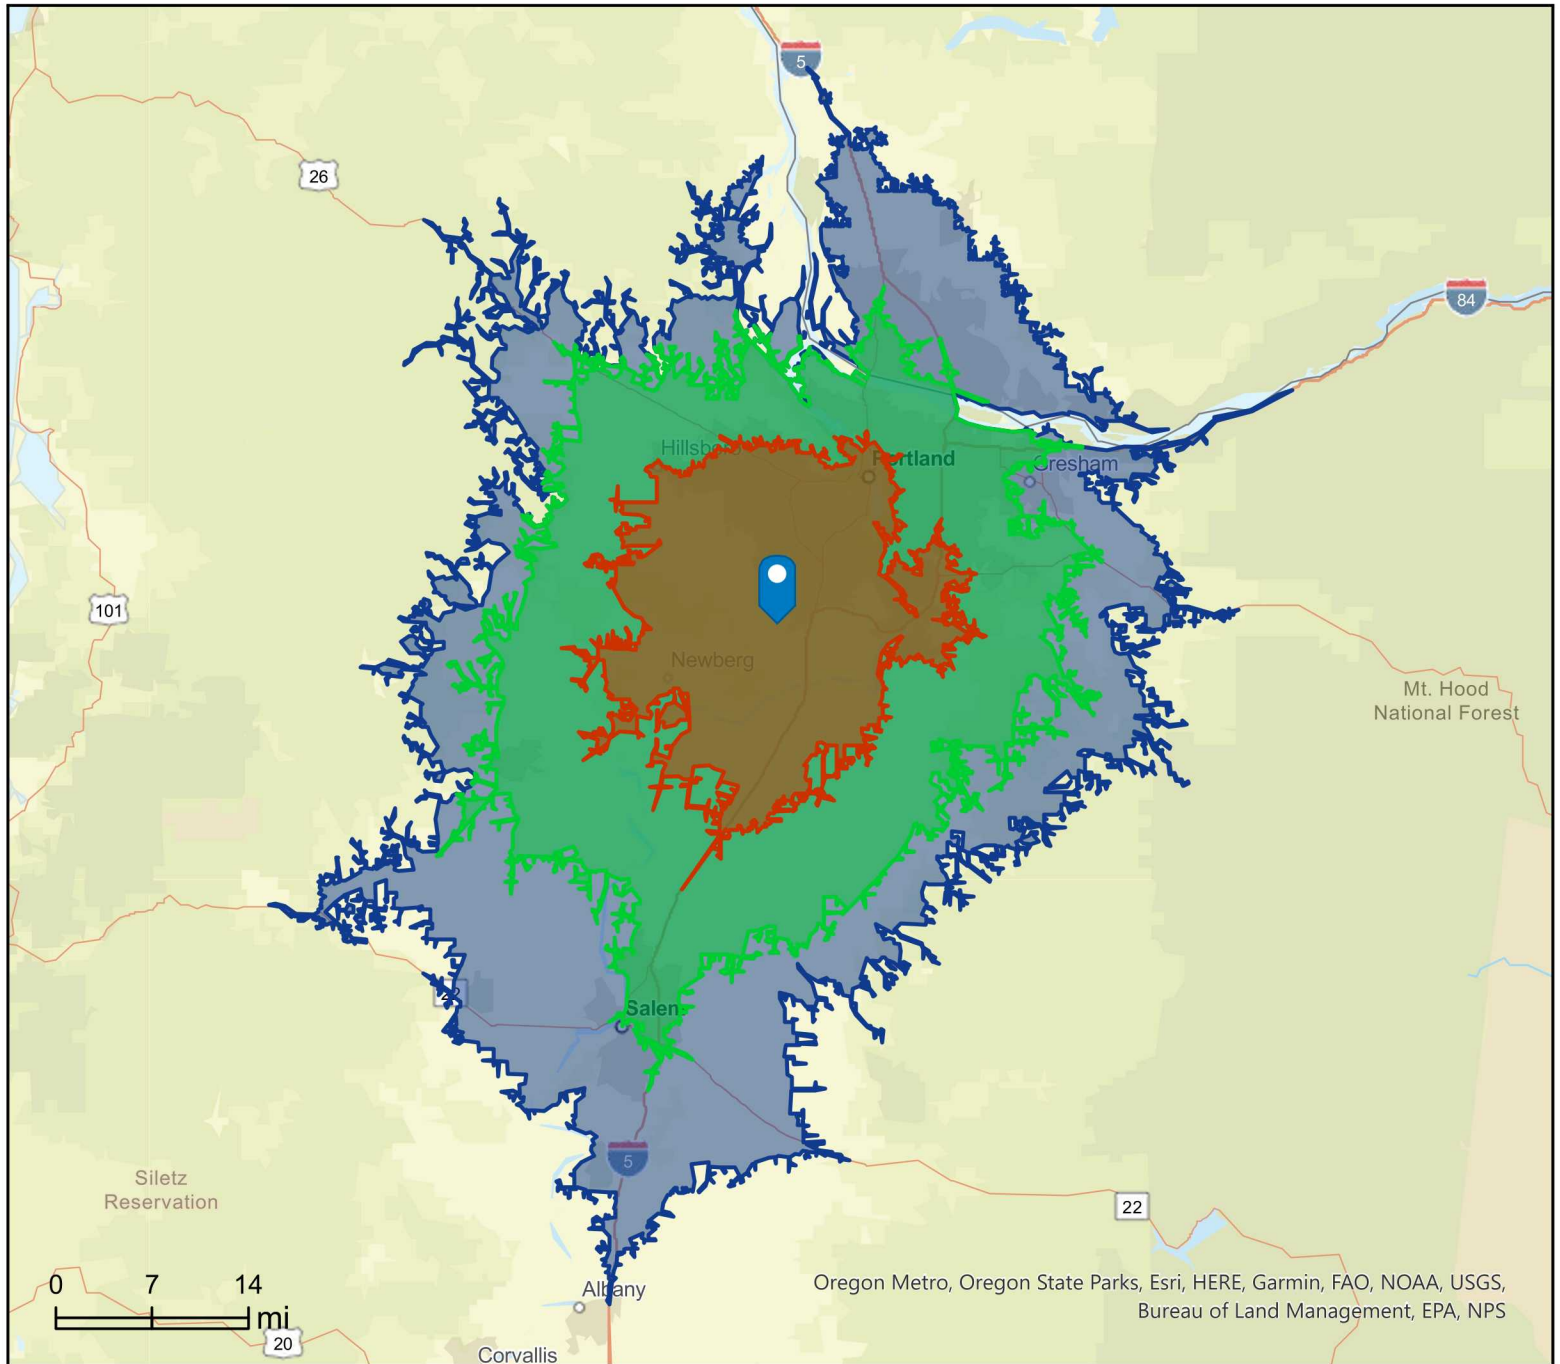 5
26
84
Hillsboro
Portland
Gresham
101
Newberg
Mt. Hood
National Forest
22
Salem
5
Siletz
Reservation
22
0 7 14
mi
Albany
20
Corvallis
Oregon Metro, Oregon State Parks, Esri, HERE, Garmin, FAO, NOAA, USGS,
Bureau of Land Management, EPA, NPS